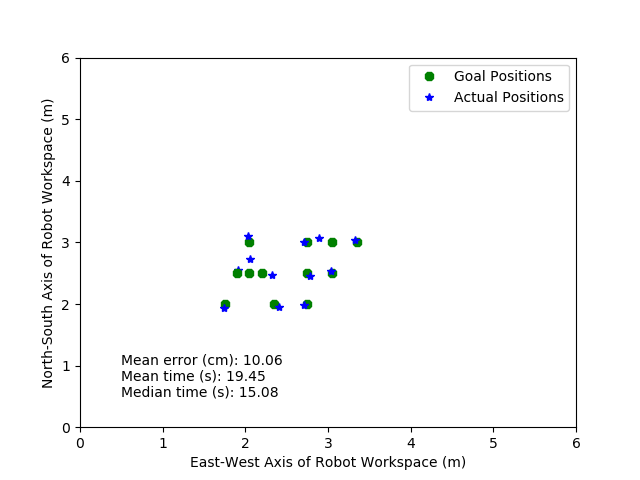 6
5
4
3
2
1
0
0 1 2 3 4 5 6
North-South Axis of Robot Workspace (m)
East-West Axis of Robot Workspace (m)
Goal Positions
Actual Positions
Mean error (cm): 10.06
Mean time (s): 19.45
Median time (s): 15.08